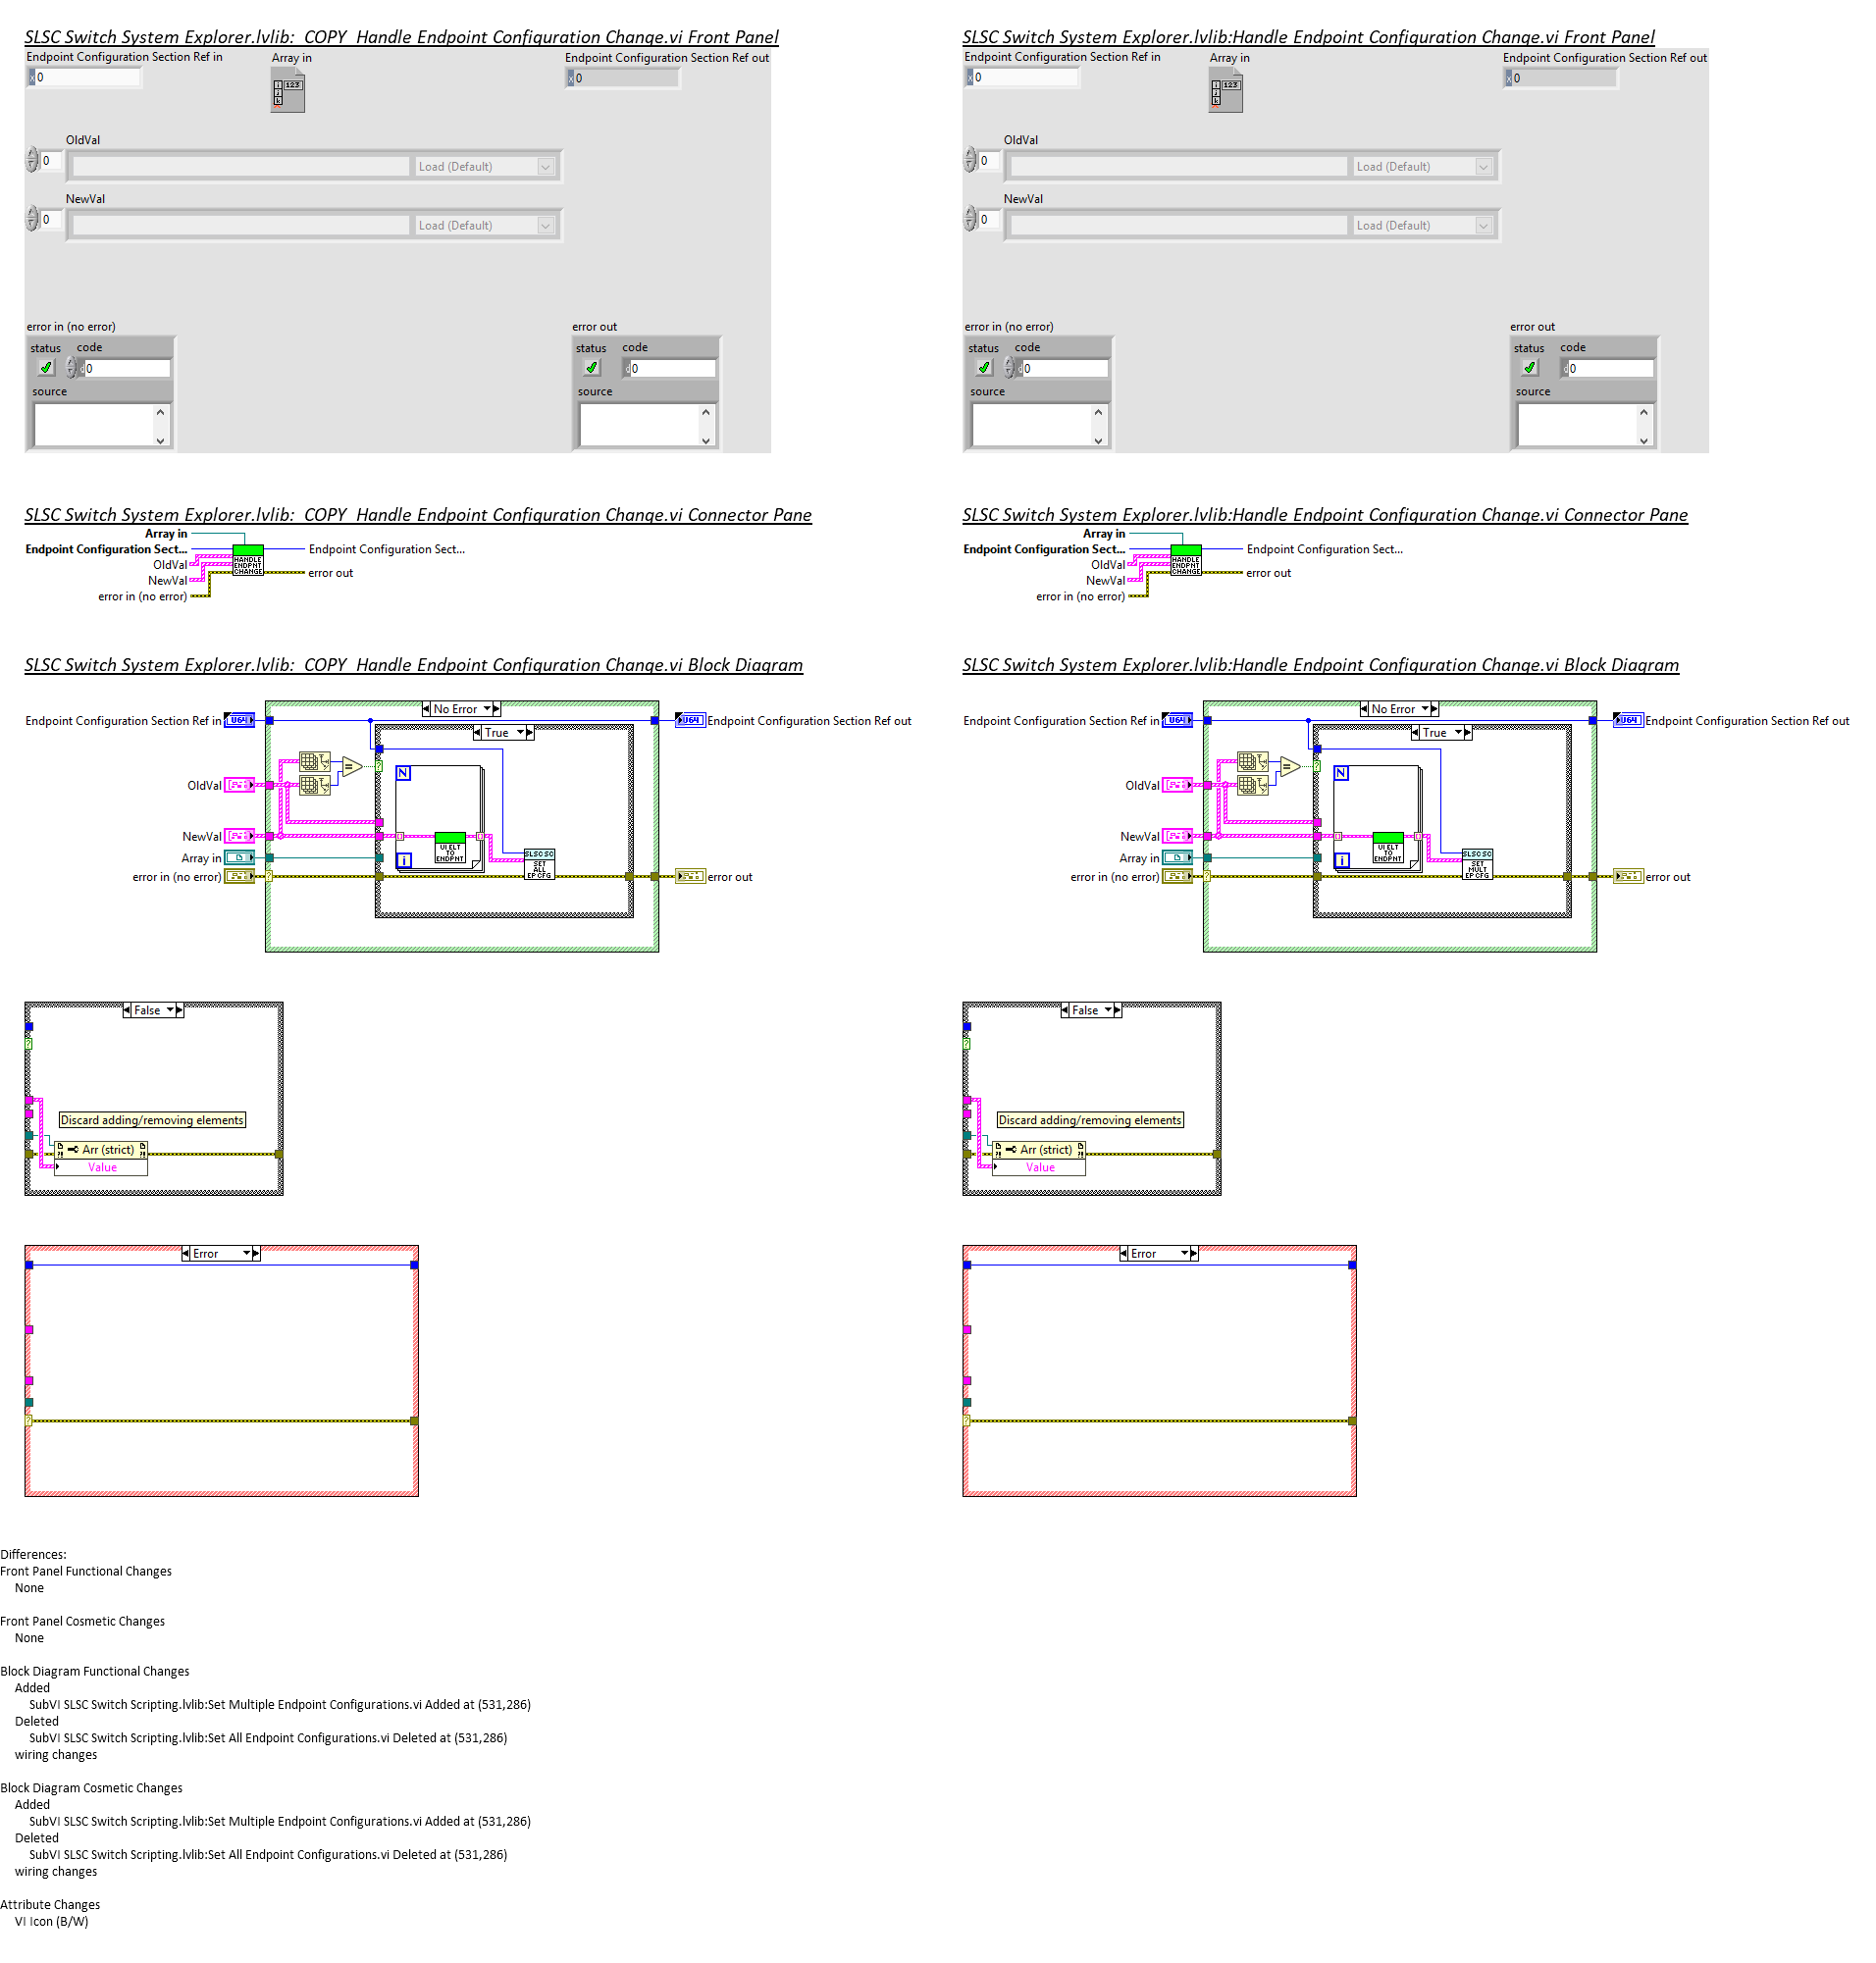 SLSC Switch System Explorer.lvlib:  COPY  Handle Endpoint Configuration Change.vi Front Panel
Endpoint Configuration Section Ref in
Array in
Endpoint Configuration Section Ref out
x 0
x 0
OldVal
0
Load (Default)
NewVal
0
Load (Default)
error in (no error)
error out
status code
d 0
source
status code
d 0
source
SLSC Switch System Explorer.lvlib:Handle Endpoint Configuration Change.vi Front Panel
Endpoint Configuration Section Ref in
Array in
Endpoint Configuration Section Ref out
x 0
x 0
OldVal
0
Load (Default)
NewVal
0
Load (Default)
error in (no error)
error out
status code
d 0
source
status code
d 0
source
SLSC Switch System Explorer.lvlib:  COPY  Handle Endpoint Configuration Change.vi Connector Pane
Array in
Endpoint Configuration Sect...
OldVal
NewVal
error in (no error)
HANDLE
ENDPNT
CHANGE
Endpoint Configuration Sect...
error out
SLSC Switch System Explorer.lvlib:Handle Endpoint Configuration Change.vi Connector Pane
Array in
Endpoint Configuration Sect...
OldVal
NewVal
error in (no error)
HANDLE
ENDPNT
CHANGE
Endpoint Configuration Sect...
error out
SLSC Switch System Explorer.lvlib:  COPY  Handle Endpoint Configuration Change.vi Block Diagram
No Error
Endpoint Configuration Section Ref in
U64
U64
Endpoint Configuration Section Ref out
True
N
OldVal
NewVal
Array in
error in (no error)
VI ELT
TO
ENDPNT
i
SLSC SC
SET
ALL
EP CFG
error out
SLSC Switch System Explorer.lvlib:Handle Endpoint Configuration Change.vi Block Diagram
No Error
Endpoint Configuration Section Ref in
U64
U64
Endpoint Configuration Section Ref out
True
N
OldVal
NewVal
Array in
error in (no error)
VI ELT
TO
ENDPNT
i
SLSC SC
SET
MULT
EP CFG
error out
False
Discard adding/removing elements
Arr (strict)
Value
False
Discard adding/removing elements
Arr (strict)
Value
Error
Error
Differences:
Front Panel Functional Changes
None
Front Panel Cosmetic Changes
None
Block Diagram Functional Changes
Added
SubVI SLSC Switch Scripting.lvlib:Set Multiple Endpoint Configurations.vi Added at (531,286)
Deleted
SubVI SLSC Switch Scripting.lvlib:Set All Endpoint Configurations.vi Deleted at (531,286)
wiring changes
Block Diagram Cosmetic Changes
Added
SubVI SLSC Switch Scripting.lvlib:Set Multiple Endpoint Configurations.vi Added at (531,286)
Deleted
SubVI SLSC Switch Scripting.lvlib:Set All Endpoint Configurations.vi Deleted at (531,286)
wiring changes
Attribute Changes
VI Icon (B/W)